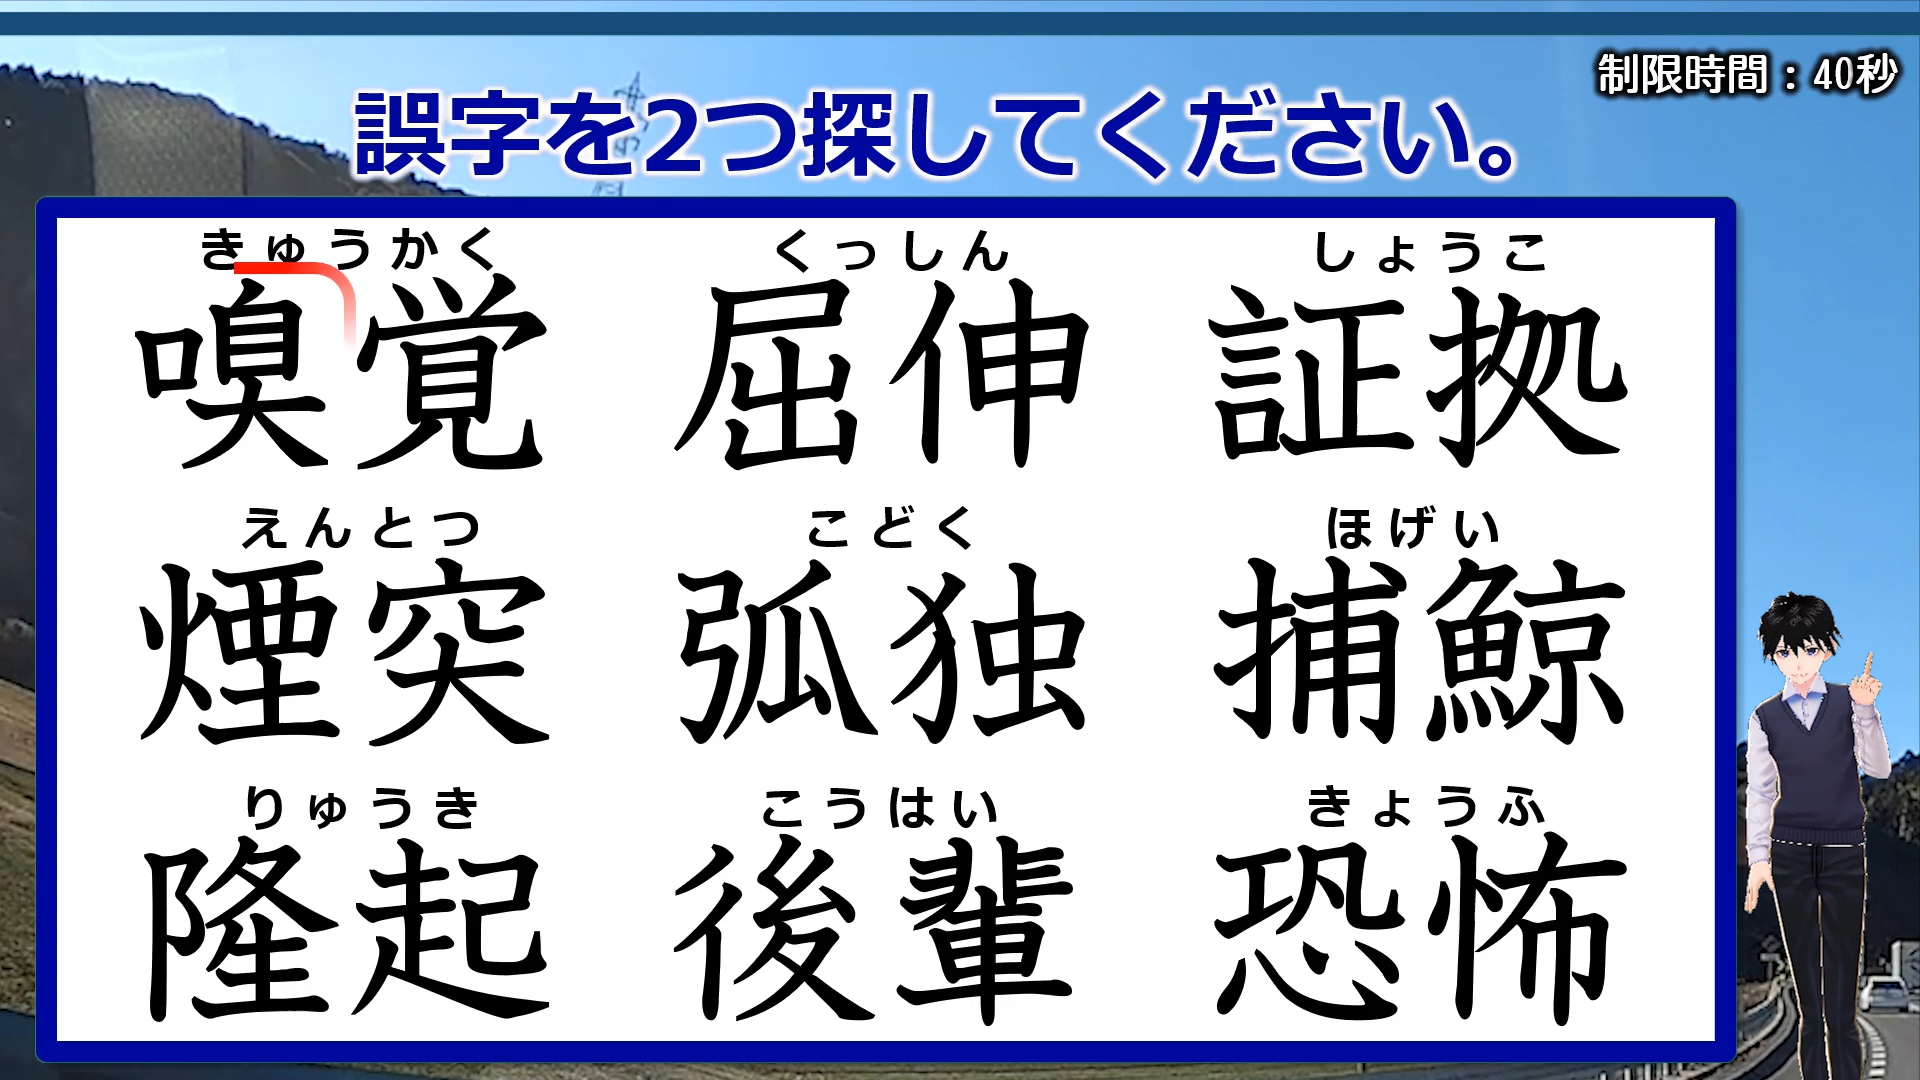 制限時間：40秒
誤字を2つ探してください。
きゅうかく くっしん しょうこ
嗅覚 屈伸 証拠
えんとつ こどく ほげい
煙突 孤独 捕鯨
りゅうき こうはい きょうふ
隆起 後輩 恐怖